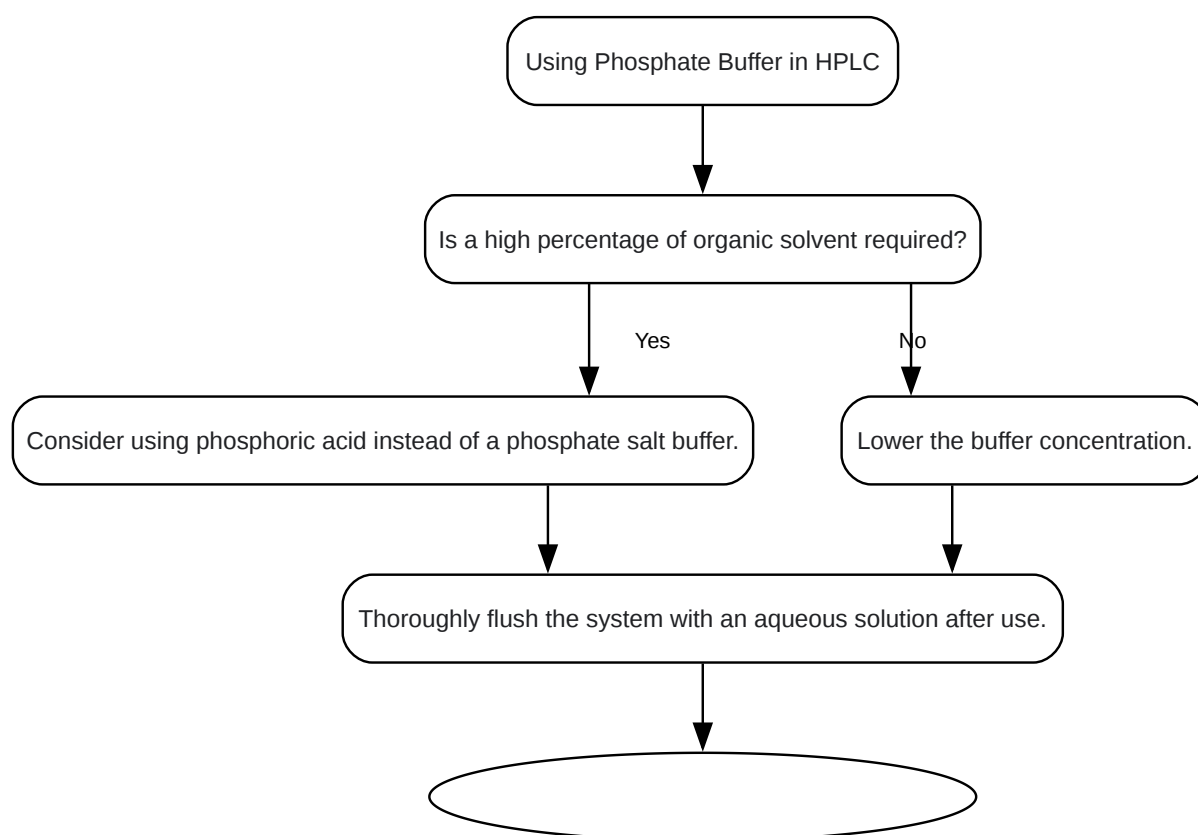 Using Phosphate Buffer in HPLC
Is a high percentage of organic solvent required?
Yes
No
Consider using phosphoric acid instead of a phosphate salt buffer.
Lower the buffer concentration.
Thoroughly flush the system with an aqueous solution after use.